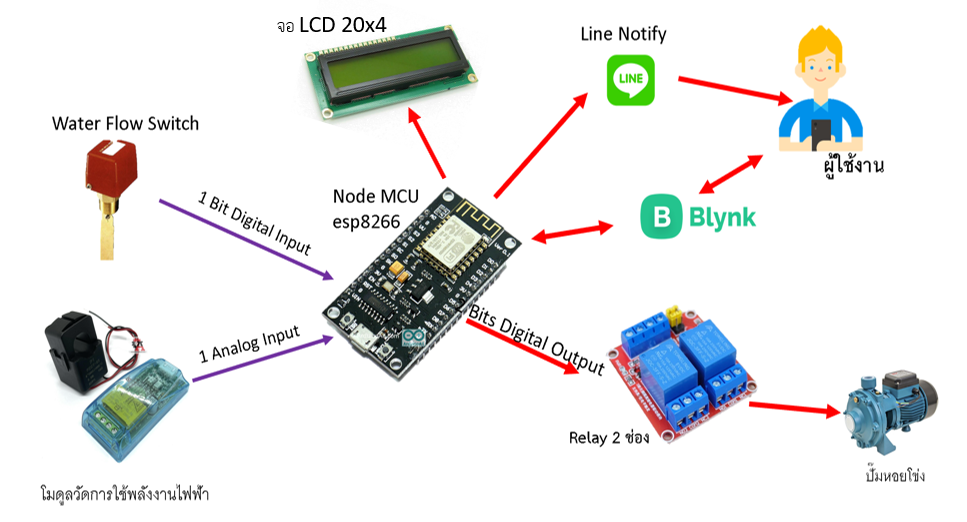 จอ LCD 20x4
Line Notify
LINE
Water Flow Switch
ผู้ใช้งาน
Node MCU
esp8266
1 Bit Digital Input
B Blynk
1 Analog Input
Bits Digital Output
Relay 2 ช่อง
ปั๊มหอยโข่ง
โมดูลวัดการใช้พลังงานไฟฟ้า